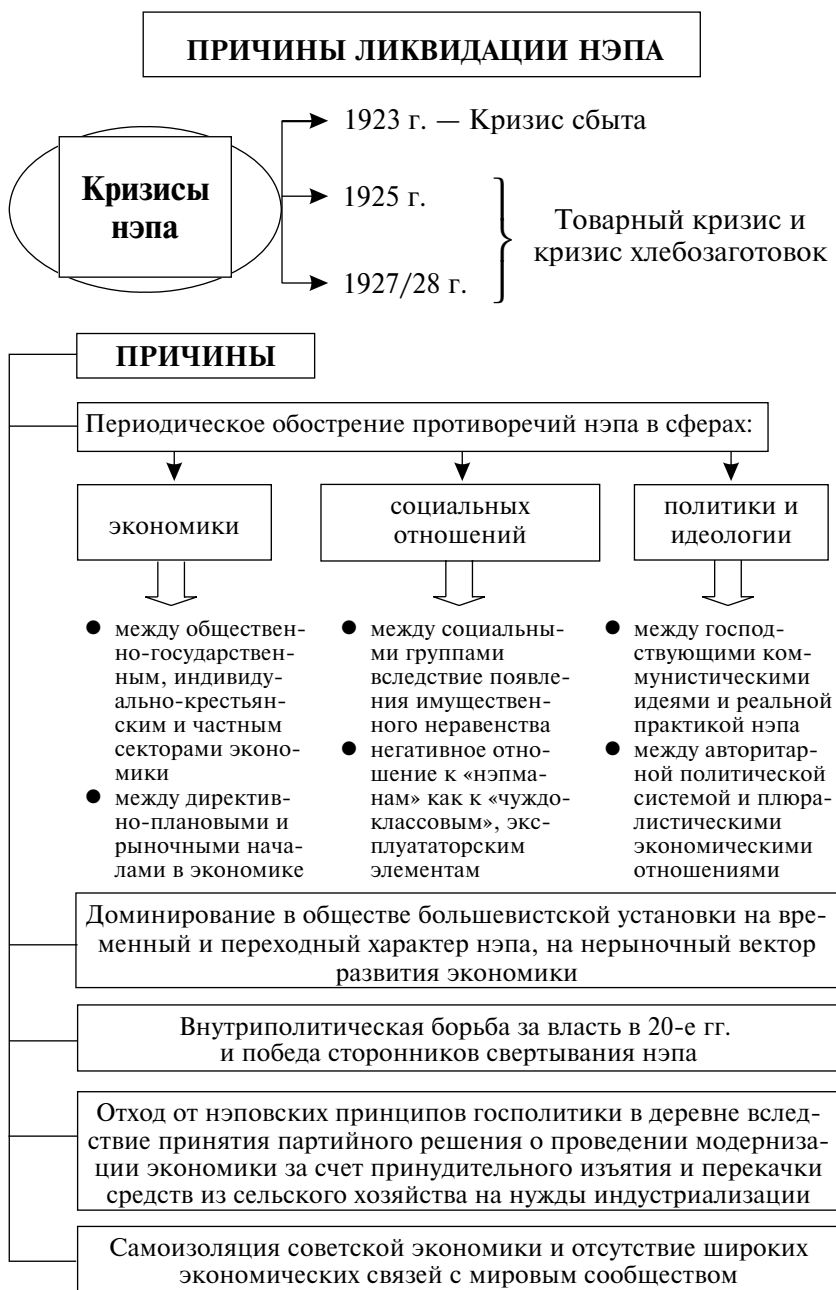 ПРИЧИНЫ ЛИКВИДАЦИИ НЭПА
Кризисы
нэпа
1923 г. — Кризис сбыта
1925 г.
1927/28 г.
Товарный кризис и
кризис хлебозаготовок
ПРИЧИНЫ
Периодическое обострение противоречий нэпа в сферах:
экономики
социальных
отношений
политики и
идеологии
● между обществен-
но-государствен-
ным, индивиду-
ально-крестьян-
ским и частным
секторами эконо-
мики
● между директив-
но-плановыми и
рыночными нача-
лами в экономике
● между социальны-
ми группами
вследствие появле-
ния имуществен-
ного неравенства
● негативное отно-
шение к «нэпма-
нам» как к «чуждо-
классовым», экс-
плуататорским
элементам
● между господ-
ствующими ком-
мунистическими
идеями и реальной
практикой нэпа
● между авторитар-
ной политической
системой и плюра-
листическими
экономическими
отношениями
Доминирование в обществе большевистской установки на вре-
менный и переходный характер нэпа, на нерыночный вектор
развития экономики
Внутриполитическая борьба за власть в 20-е гг.
и победа сторонников свертывания нэпа
Отход от нэповских принципов госполитики в деревне вслед-
ствие принятия партийного решения о проведении модерниза-
ции экономики за счет принудительного изъятия и перекачки
средств из сельского хозяйства на нужды индустриализации
Самоизоляция советской экономики и отсутствие широких
экономических связей с мировым сообществом